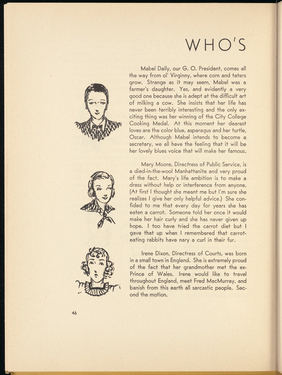 WHO'S
Mabel Dally, our G. O. President, comes all
the way from ol' Virginny, where corn and taters
grow. Strange as it may seem, Mabel was a
farmer's daughter. Yes, and evidently a very
good one because she is adept at the difficult art
of milking a cow. She insists that her life has
never been terribly interesting and the only ex-
citing thing was her winning of the City College
Cooking Medal. At this moment her dearest
loves are the color blue, asparagus and her turtle,
Oscar. Although Mabel intends to become a
secretary, we all have the feeling that it will be
her lovely blues voice that will make her famous.
Mary Moore, Directress of Public Service, is
a died-in-the-wool Manhattanite and very proud
of the fact. Mary's life ambition is to make a
dress without help or interference from anyone.
(At first I thought she meant me but I'm sure she
realizes I give her only helpful advice.) She con-
fided to me that every day for years she has
eaten a carrot. Someone told her once it would
make her hair curly and she has never given up
hope. I too have tried the carrot diet but I
gave that up when I remembered that carrot-
eating rabbits have nary a curl in their fur.
Irene Dixon, Directress of Courts, was born
in a small town in England. She is extremely proud
of the fact that her grandmother met the ex-
Prince of Wales. Irene would like to travel
throughout England, meet Fred MacMurray, and
banish from this earth all sarcastic people. Sec-
ond the motion.
46